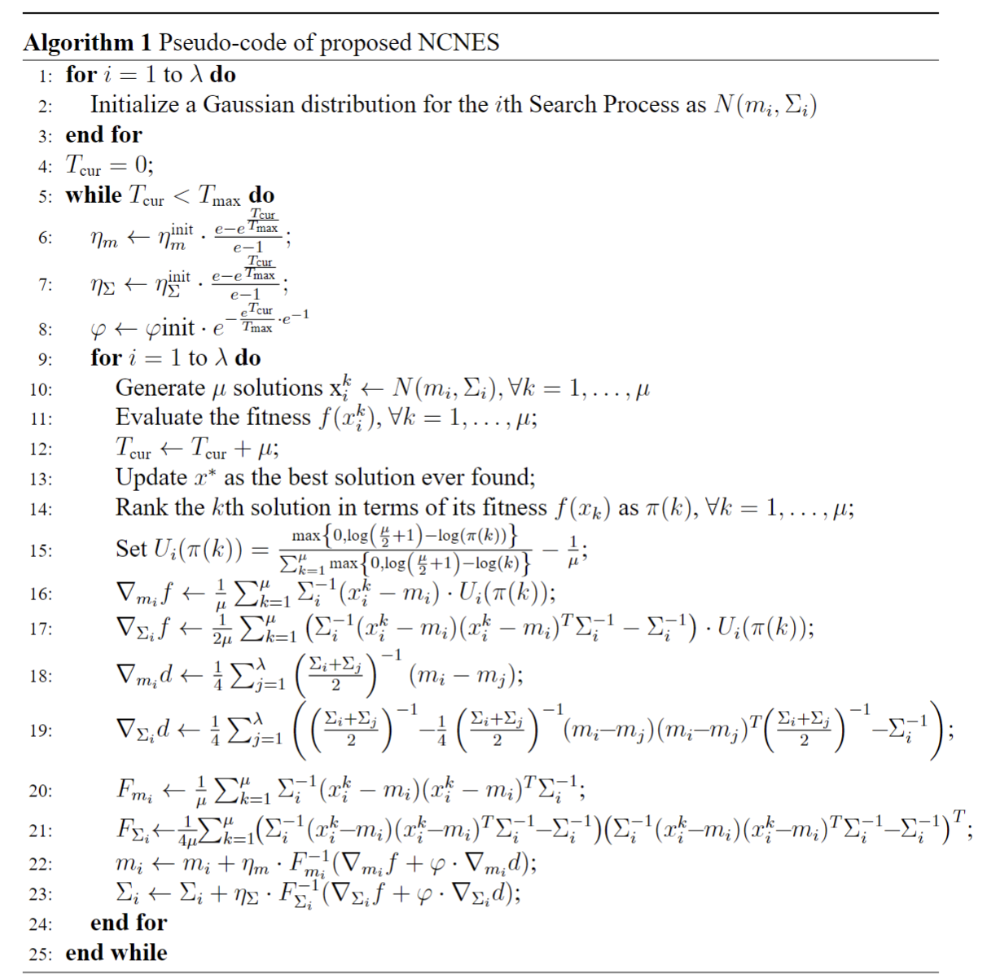 Algorithm 1 Pseudo-code of proposed NCNES
1: for $i = 1$ to $\lambda$ do
2: Initialize a Gaussian distribution for the $i$th Search Process as $N(m_i, \Sigma_i)$
3: end for
4: $T_{\text{cur}} = 0$;
5: while $T_{\text{cur}} < T_{\text{max}}$ do
6: $\eta_m \leftarrow \eta_m^{\text{init}} \cdot \frac{e - e^{\frac{T_{\text{cur}}}{T_{\text{max}}}}}{e-1}$;
7: $\eta_\Sigma \leftarrow \eta_\Sigma^{\text{init}} \cdot \frac{e - e^{\frac{T_{\text{cur}}}{T_{\text{max}}}}}{e-1}$;
8: $\varphi \leftarrow \varphi\text{init} \cdot e^{-\frac{e^{T_{\text{cur}}}}{T_{\text{max}}} \cdot e^{-1}}$
9: for $i = 1$ to $\lambda$ do
10: Generate $\mu$ solutions $\mathrm{x}_i^k \leftarrow N(m_i, \Sigma_i), \forall k = 1, \ldots, \mu$
11: Evaluate the fitness $f(x_i^k), \forall k = 1, \ldots, \mu$;
12: $T_{\text{cur}} \leftarrow T_{\text{cur}} + \mu$;
13: Update $x^*$ as the best solution ever found;
14: Rank the $k$th solution in terms of its fitness $f(x_k)$ as $\pi(k), \forall k = 1, \ldots, \mu$;
15: Set $U_i(\pi(k)) = \frac{\max\{0, \log(\frac{\mu}{2}+1) - \log(\pi(k))\}}{\sum_{k=1}^{\mu} \max\{0, \log(\frac{\mu}{2}+1) - \log(k)\}} - \frac{1}{\mu}$;
16: $\nabla_{m_i} f \leftarrow \frac{1}{\mu} \sum_{k=1}^{\mu} \Sigma_i^{-1}(x_i^k - m_i) \cdot U_i(\pi(k))$;
17: $\nabla_{\Sigma_i} f \leftarrow \frac{1}{2\mu} \sum_{k=1}^{\mu} \left(\Sigma_i^{-1}(x_i^k - m_i)(x_i^k - m_i)^T \Sigma_i^{-1} - \Sigma_i^{-1}\right) \cdot U_i(\pi(k))$;
18: $\nabla_{m_i} d \leftarrow \frac{1}{4} \sum_{j=1}^{\lambda} \left(\frac{\Sigma_i + \Sigma_j}{2}\right)^{-1} (m_i - m_j)$;
19: $\nabla_{\Sigma_i} d \leftarrow \frac{1}{4} \sum_{j=1}^{\lambda} \left(\left(\frac{\Sigma_i + \Sigma_j}{2}\right)^{-1} - \frac{1}{4} \left(\frac{\Sigma_i + \Sigma_j}{2}\right)^{-1} (m_i - m_j)(m_i - m_j)^T \left(\frac{\Sigma_i + \Sigma_j}{2}\right)^{-1} - \Sigma_i^{-1}\right)$;
20: $F_{m_i} \leftarrow \frac{1}{\mu} \sum_{k=1}^{\mu} \Sigma_i^{-1}(x_i^k - m_i)(x_i^k - m_i)^T \Sigma_i^{-1}$;
21: $F_{\Sigma_i} \leftarrow \frac{1}{4\mu} \sum_{k=1}^{\mu} \left(\Sigma_i^{-1}(x_i^k - m_i)(x_i^k - m_i)^T \Sigma_i^{-1} - \Sigma_i^{-1}\right)\left(\Sigma_i^{-1}(x_i^k - m_i)(x_i^k - m_i)^T \Sigma_i^{-1} - \Sigma_i^{-1}\right)^T$;
22: $m_i \leftarrow m_i + \eta_m \cdot F_{m_i}^{-1}(\nabla_{m_i} f + \varphi \cdot \nabla_{m_i} d)$;
23: $\Sigma_i \leftarrow \Sigma_i + \eta_\Sigma \cdot F_{\Sigma_i}^{-1}(\nabla_{\Sigma_i} f + \varphi \cdot \nabla_{\Sigma_i} d)$;
24: end for
25: end while